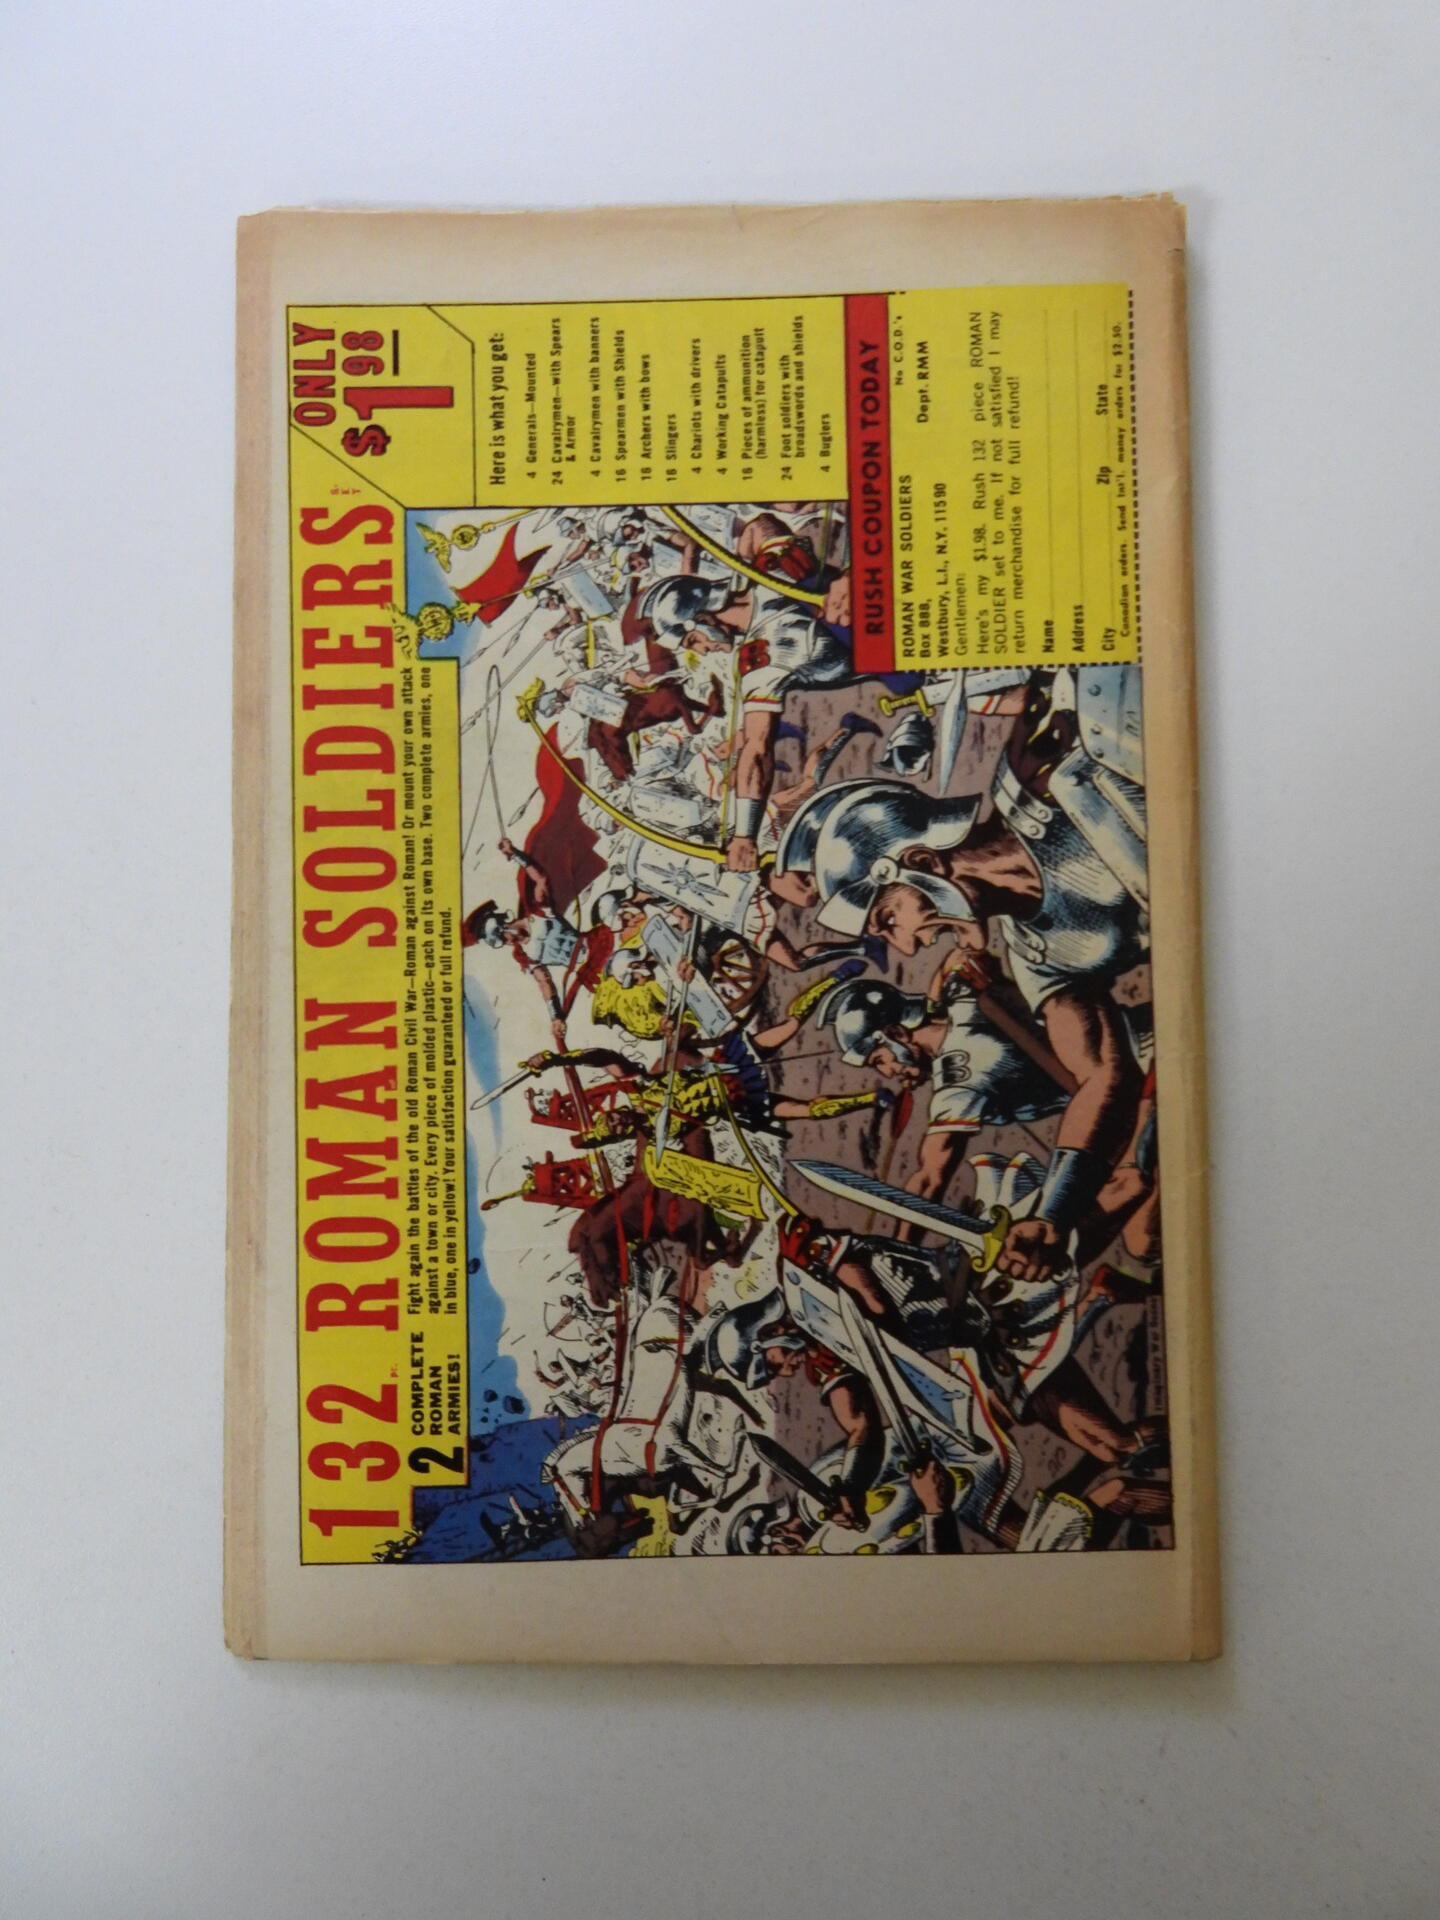 132 PC. ROMAN SOLDIERS SET
ONLY
$1.98
2 COMPLETE
ROMAN
ARMIES!
Fight again the battles of the old Roman Civil War—Roman against Roman! Or mount your own attack
against a town or city. Every piece of molded plastic—each on its own base. Two complete armies, one
in blue, one in yellow! Your satisfaction guaranteed or full refund.
Here is what you get:
4 Generals—Mounted
24 Cavalrymen—with Spears
& Armor
4 Cavalrymen with banners
16 Spearmen with Shields
16 Archers with bows
16 Slingers
4 Chariots with drivers
4 Working Catapults
16 Pieces of ammunition
(harmless) for catapult
24 Foot soldiers with
broadswords and shields
4 Buglers
RUSH COUPON TODAY
No C.O.D.'s
ROMAN WAR SOLDIERS
Box 888, Dept. RMM
Westbury, L.I., N.Y. 11590
Gentlemen:
Here's my $1.98. Rush 132 piece ROMAN
SOLDIER set to me. If not satisfied I may
return merchandise for full refund!
Name
Address
City Zip State
Canadian orders. Send Int'l. money orders for $2.50.